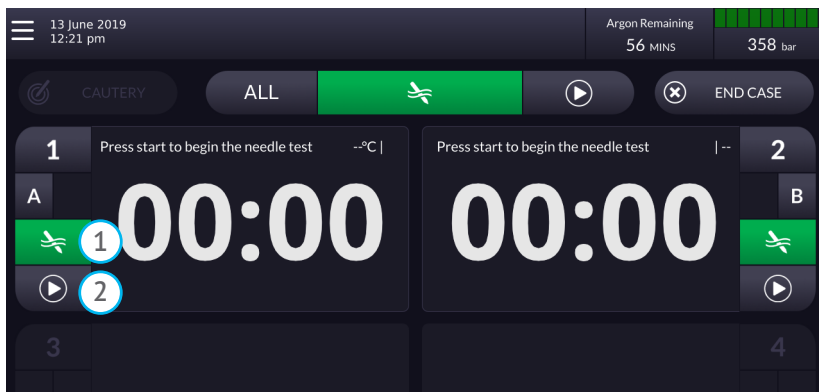 13 June 2019
12:21 pm
Argon Remaining
56 MINS
358 bar
CAUTERY
ALL
END CASE
1
Press start to begin the needle test
--°C |
Press start to begin the needle test
| --
2
A
00:00
00:00
B
1
2
3
4